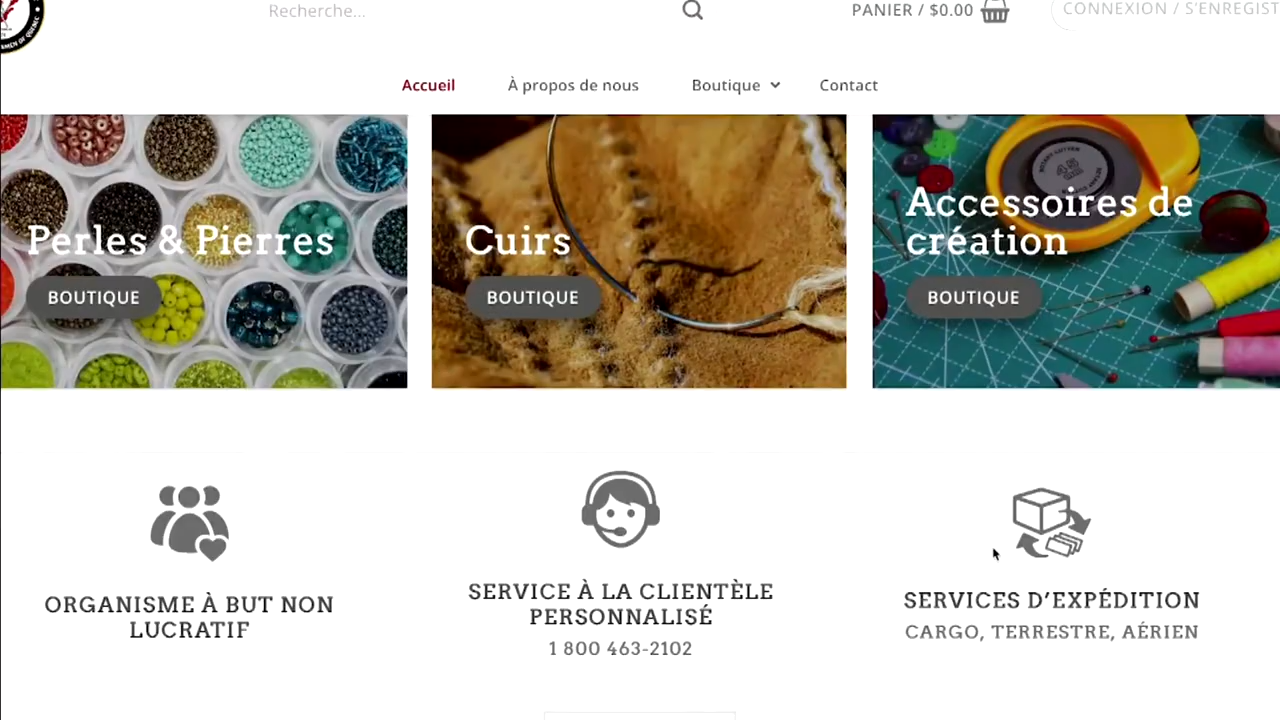 Recherche...
PANIER / $0.00
CONNEXION / S'ENREGIST
Accueil
À propos de nous
Boutique
Contact
Perles & Pierres
BOUTIQUE
Cuirs
BOUTIQUE
Accessoires de
création
BOUTIQUE
ORGANISME À BUT NON
LUCRATIF
SERVICE À LA CLIENTÈLE
PERSONNALISÉ
1 800 463-2102
SERVICES D’EXPÉDITION
CARGO, TERRESTRE, AÉRIEN